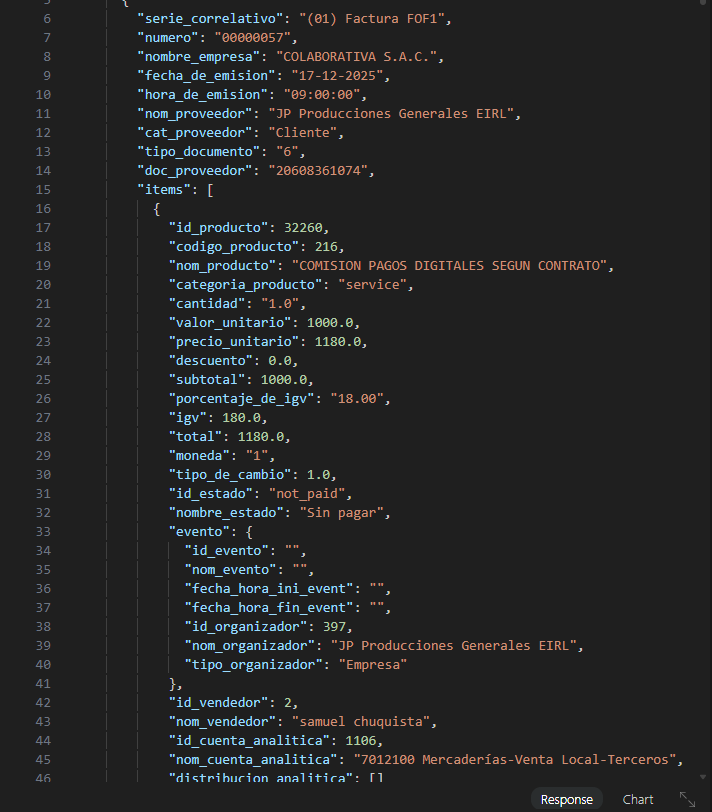 5 {
6 "serie_correlativo": "(01) Factura FOF1",
7 "numero": "00000057",
8 "nombre_empresa": "COLABORATIVA S.A.C.",
9 "fecha_de_emision": "17-12-2025",
10 "hora_de_emision": "09:00:00",
11 "nom_proveedor": "JP Producciones Generales EIRL",
12 "cat_proveedor": "Cliente",
13 "tipo_documento": "6",
14 "doc_proveedor": "20608361074",
15 "items": [
16 {
17 "id_producto": 32260,
18 "codigo_producto": 216,
19 "nom_producto": "COMISION PAGOS DIGITALES SEGUN CONTRATO",
20 "categoria_producto": "service",
21 "cantidad": "1.0",
22 "valor_unitario": 1000.0,
23 "precio_unitario": 1180.0,
24 "descuento": 0.0,
25 "subtotal": 1000.0,
26 "porcentaje_de_igv": "18.00",
27 "igv": 180.0,
28 "total": 1180.0,
29 "moneda": "1",
30 "tipo_de_cambio": 1.0,
31 "id_estado": "not_paid",
32 "nombre_estado": "Sin pagar",
33 "evento": {
34 "id_evento": "",
35 "nom_evento": "",
36 "fecha_hora_ini_event": "",
37 "fecha_hora_fin_event": "",
38 "id_organizador": 397,
39 "nom_organizador": "JP Producciones Generales EIRL",
40 "tipo_organizador": "Empresa"
41 },
42 "id_vendedor": 2,
43 "nom_vendedor": "samuel chuquista",
44 "id_cuenta_analitica": 1106,
45 "nom_cuenta_analitica": "7012100 Mercaderías-Venta Local-Terceros",
46 "distribucion_analitica": []
Response Chart